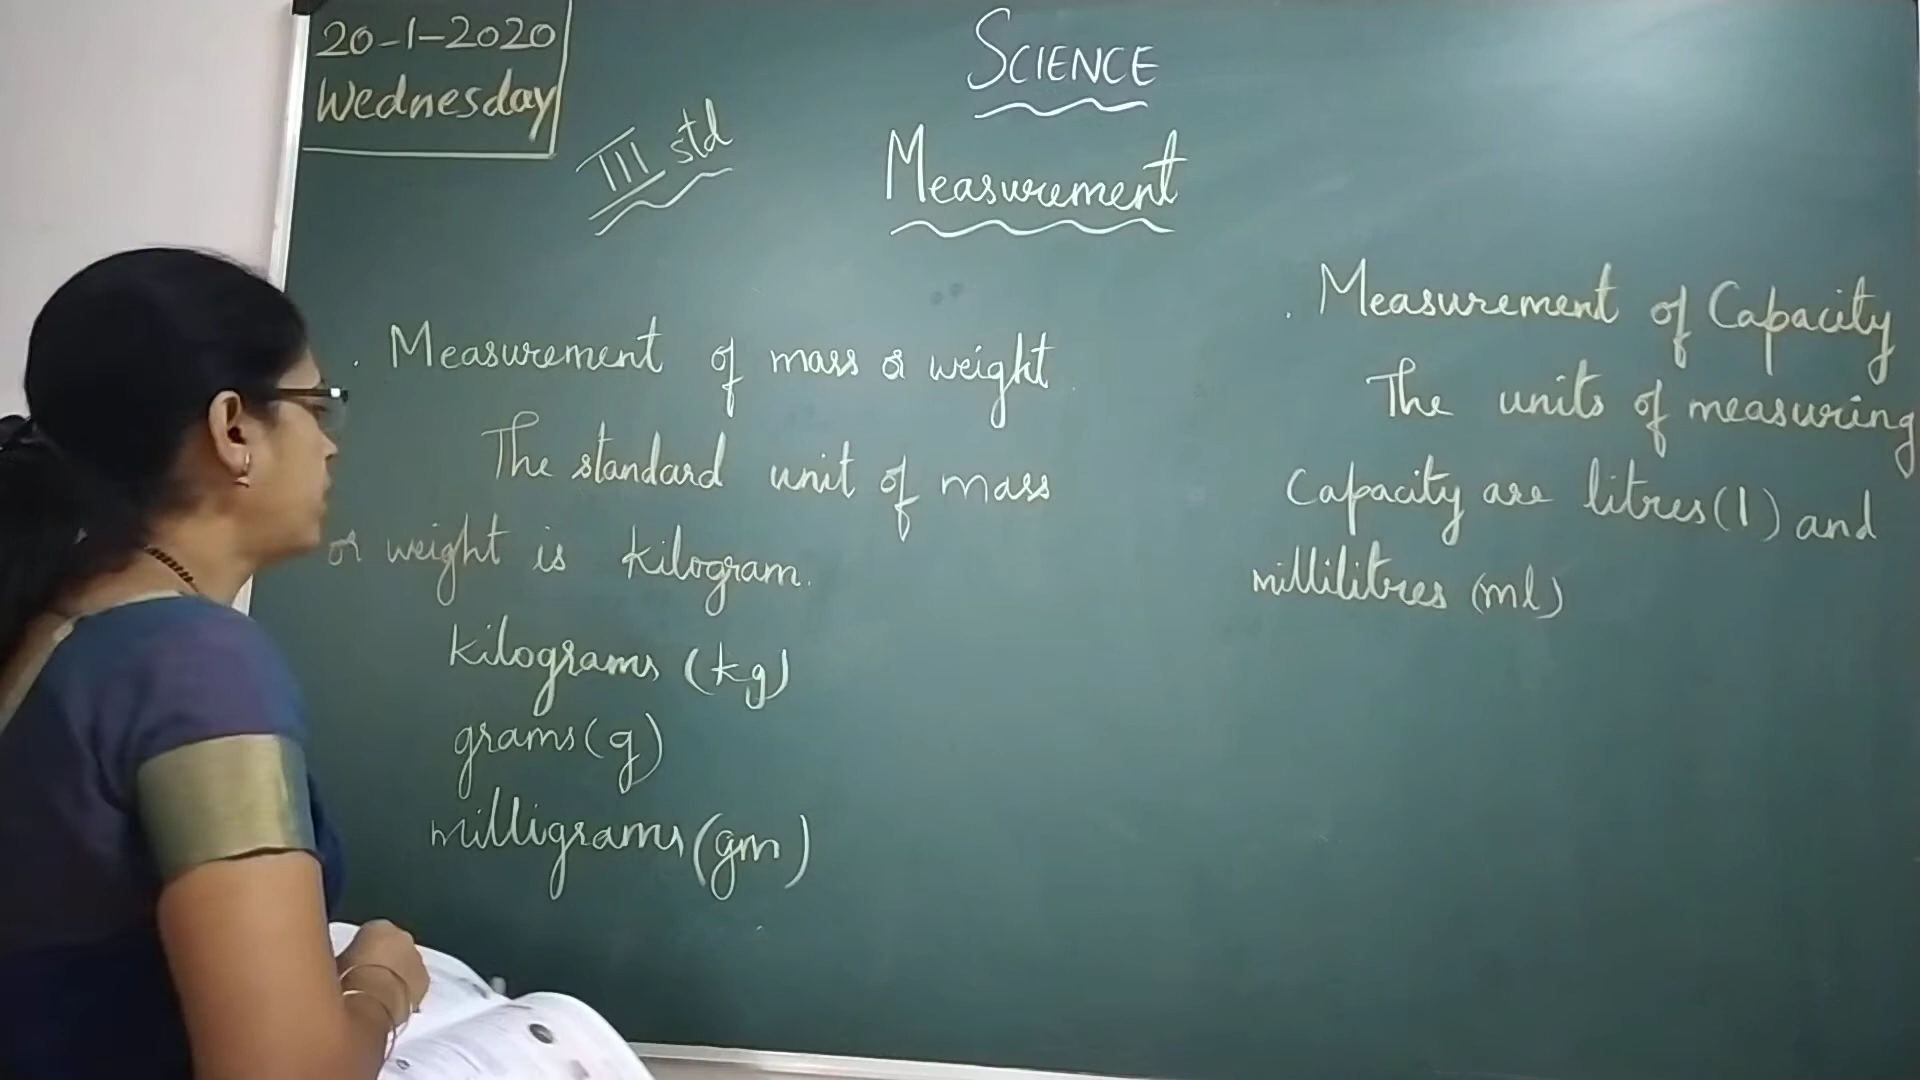 20-1-2020
Wednesday
III std
SCIENCE
Measurement
. Measurement of mass or weight.
The standard unit of mass
or weight is kilogram.
kilograms (kg)
grams (g)
milligrams (gm)
. Measurement of Capacity
The units of measuring
Capacity are litres (l) and
millilitres (ml)